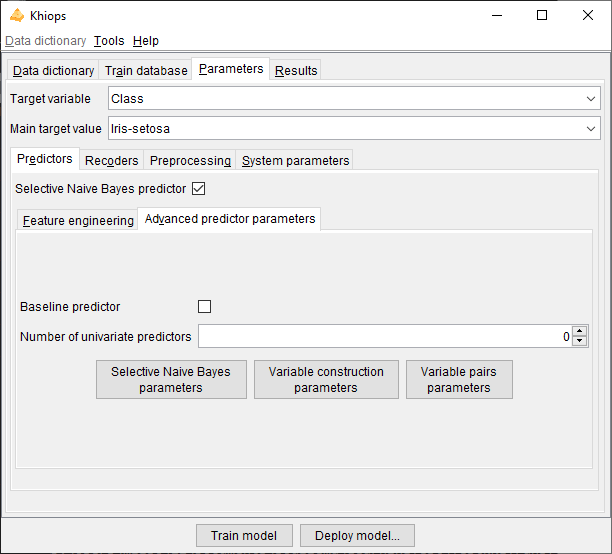 Khiops
Data dictionary Tools Help
Data dictionary Train database Parameters Results
Target variable Class
Main target value Iris-setosa
Predictors Recoders Preprocessing System parameters
Selective Naive Bayes predictor
Feature engineering Advanced predictor parameters
Baseline predictor
Number of univariate predictors 0
Selective Naive Bayes parameters
Variable construction parameters
Variable pairs parameters
Train model Deploy model...